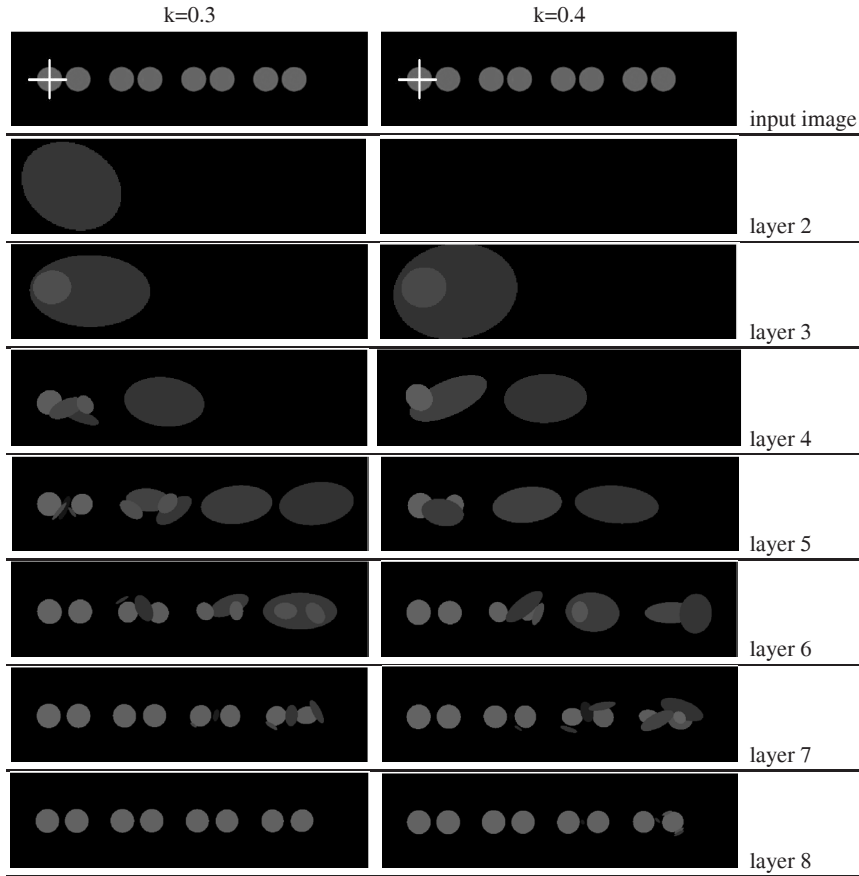 k=0.3
k=0.4
input image
layer 2
layer 3
layer 4
layer 5
layer 6
layer 7
layer 8